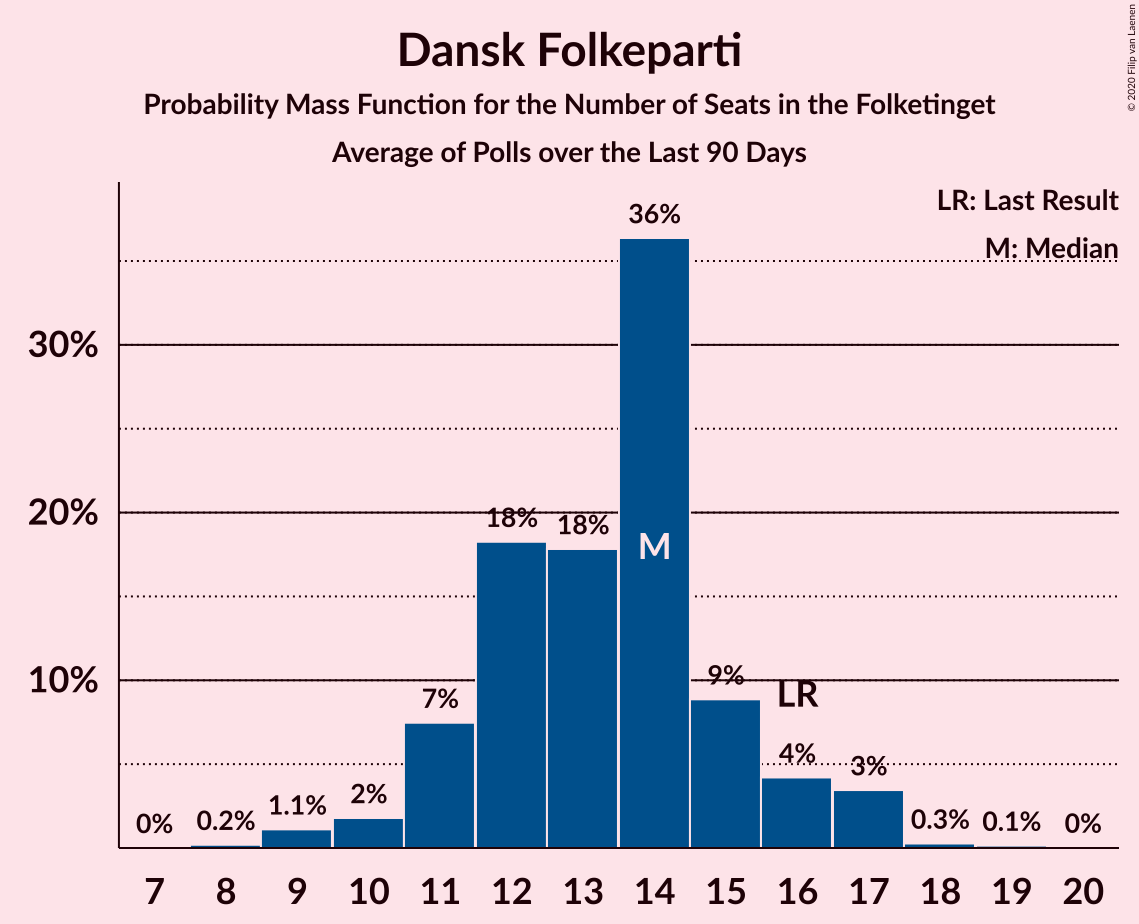 © 2020 Filip van Laenen
Dansk Folkeparti
Probability Mass Function for the Number of Seats in the Folketinget
Average of Polls over the Last 90 Days
LR: Last Result
M: Median
36%
30%
20%
18%
18%
M
10%
9%
7%
LR
4%
3%
2%
1.1%
0%
0.2%
0.3%
0.1%
0%
7 8 9 10 11 12 13 14 15 16 17 18 19 20